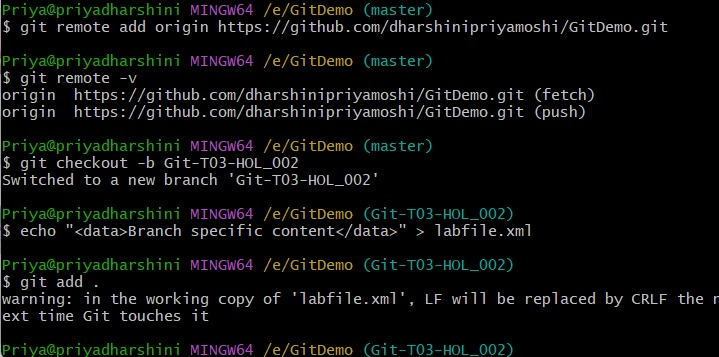 Priya@priyadharshini MINGW64 /e/GitDemo (master)
$ git remote add origin https://github.com/dharshinipriyamoshi/GitDemo.git
Priya@priyadharshini MINGW64 /e/GitDemo (master)
$ git remote -v
origin  https://github.com/dharshinipriyamoshi/GitDemo.git (fetch)
origin  https://github.com/dharshinipriyamoshi/GitDemo.git (push)
Priya@priyadharshini MINGW64 /e/GitDemo (master)
$ git checkout -b Git-T03-HOL_002
Switched to a new branch 'Git-T03-HOL_002'
Priya@priyadharshini MINGW64 /e/GitDemo (Git-T03-HOL_002)
$ echo "<data>Branch specific content</data>" > labfile.xml
Priya@priyadharshini MINGW64 /e/GitDemo (Git-T03-HOL_002)
$ git add .
warning: in the working copy of 'labfile.xml', LF will be replaced by CRLF the n
ext time Git touches it
Priya@priyadharshini MINGW64 /e/GitDemo (Git-T03-HOL_002)